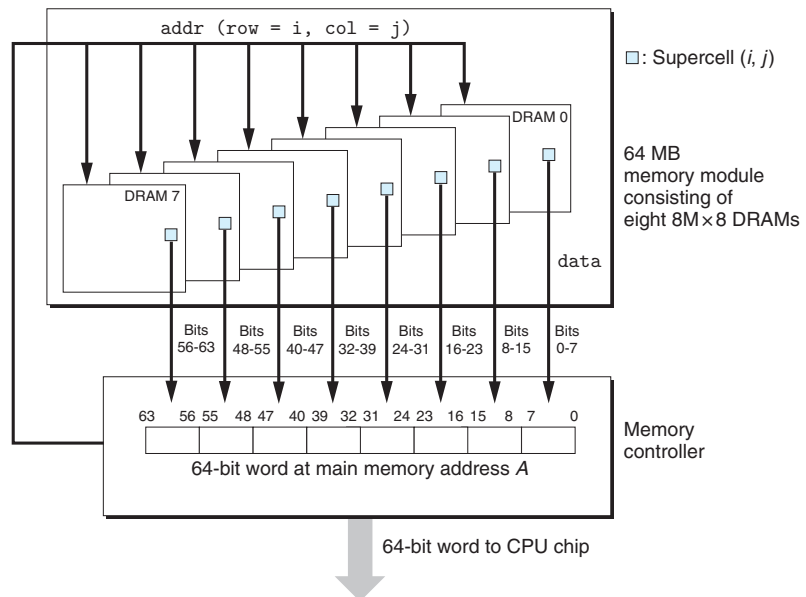 addr (row = i, col = j)
: Supercell (i, j)
DRAM 0
64 MB
memory module
consisting of
eight 8M×8 DRAMs
DRAM 7
data
Bits
56-63
Bits
48-55
Bits
40-47
Bits
32-39
Bits
24-31
Bits
16-23
Bits
8-15
Bits
0-7
63 56 55 48 47 40 39 32 31 24 23 16 15 8 7 0
64-bit word at main memory address A
Memory
controller
64-bit word to CPU chip